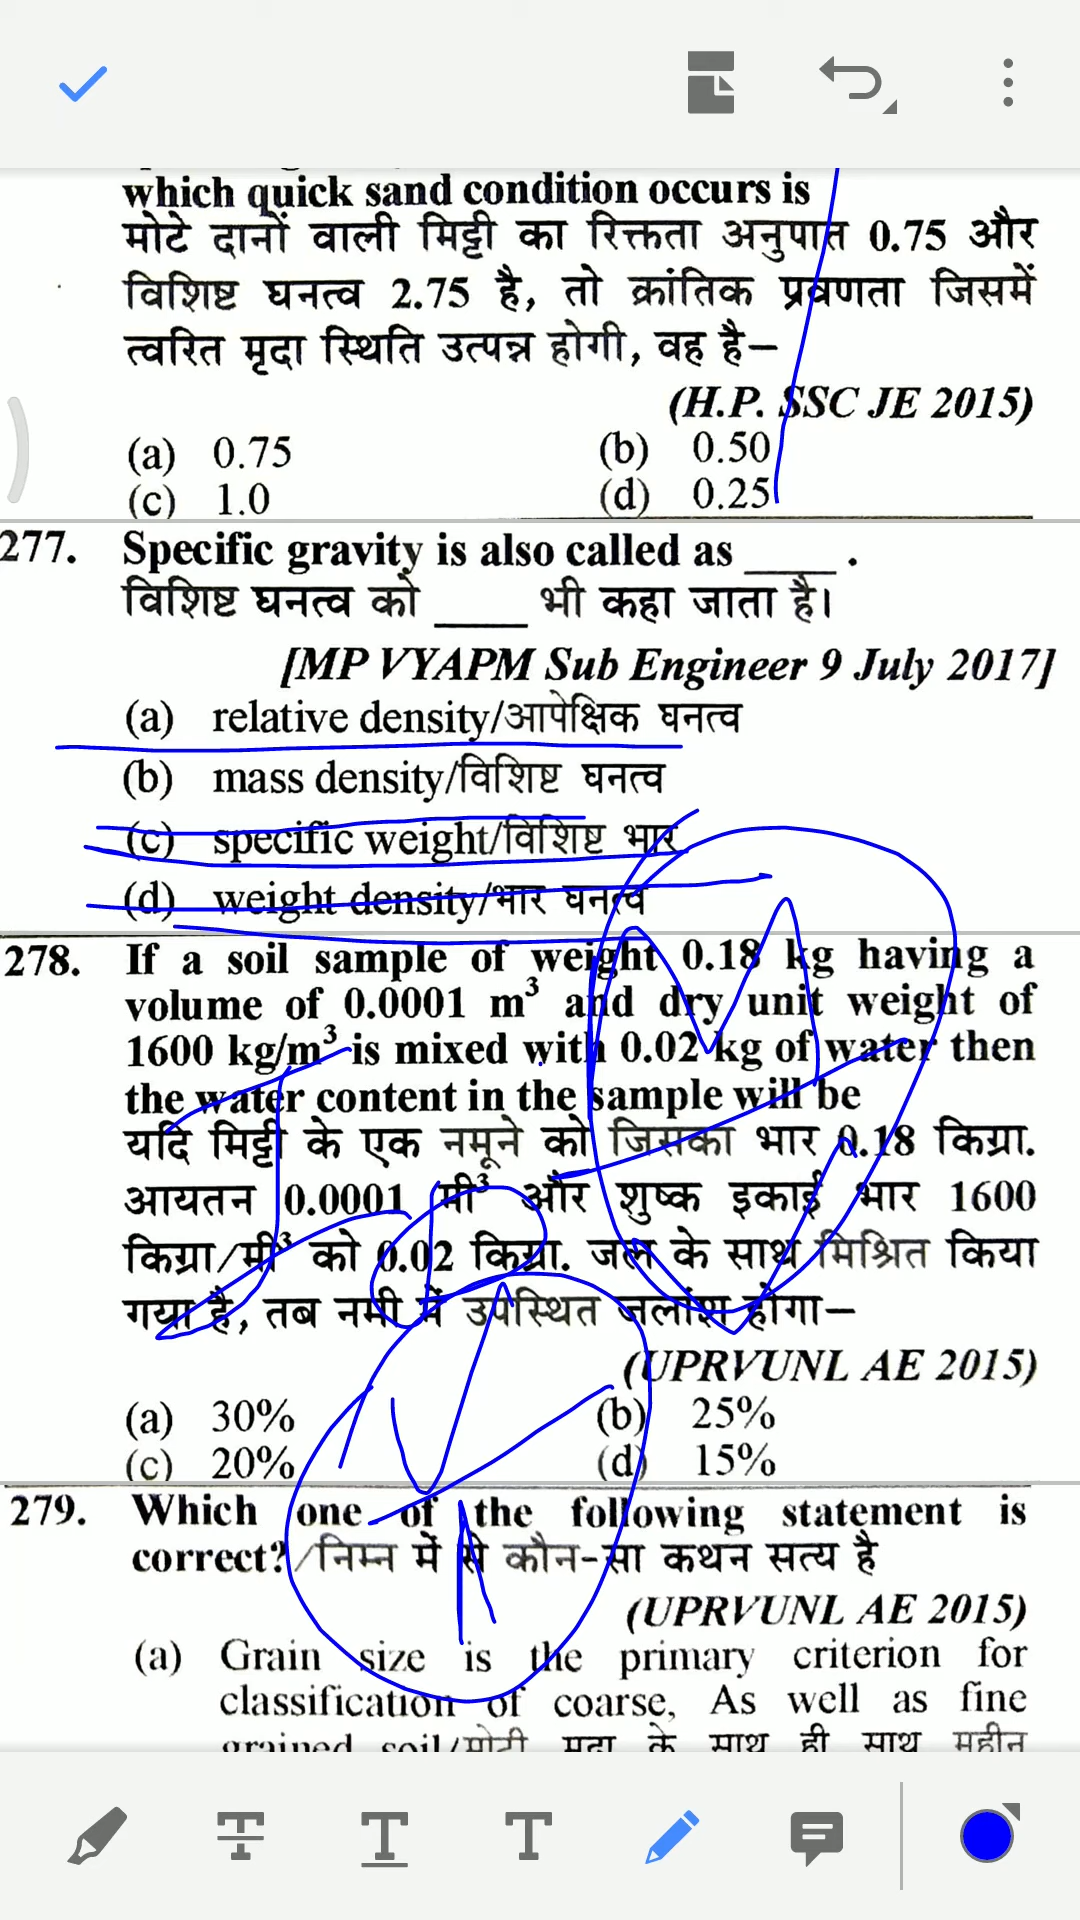 which quick sand condition occurs is
मोटे दानों वाली मिट्टी का रिक्तता अनुपात 0.75 और
विशिष्ट घनत्व 2.75 है, तो क्रांतिक प्रवणता जिसमें
त्वरित मृदा स्थिति उत्पन्न होगी, वह है–
(H.P. SSC JE 2015)
(a) 0.75 (b) 0.50
(c) 1.0 (d) 0.25
277. Specific gravity is also called as ____ .
विशिष्ट घनत्व को ____ भी कहा जाता है।
[MP VYAPM Sub Engineer 9 July 2017]
(a) relative density/आपेक्षिक घनत्व
(b) mass density/विशिष्ट घनत्व
(c) specific weight/विशिष्ट भार
(d) weight density/भार घनत्व
278. If a soil sample of weight 0.18 kg having a
volume of 0.0001 m³ and dry unit weight of
1600 kg/m³ is mixed with 0.02 kg of water then
the water content in the sample will be
यदि मिट्टी के एक नमूने को जिसका भार 0.18 किग्रा.
आयतन 0.0001 मी³ और शुष्क इकाई भार 1600
किग्रा/मी³ को 0.02 किग्रा. जल के साथ मिश्रित किया
गया है, तब नमी में उपस्थित जलांश होगा–
(UPRVUNL AE 2015)
(a) 30% (b) 25%
(c) 20% (d) 15%
279. Which one of the following statement is
correct?/निम्न में से कौन-सा कथन सत्य है
(UPRVUNL AE 2015)
(a) Grain size is the primary criterion for
classification of coarse, As well as fine
grained soil/मोटी मृदा के साथ ही साथ महीन